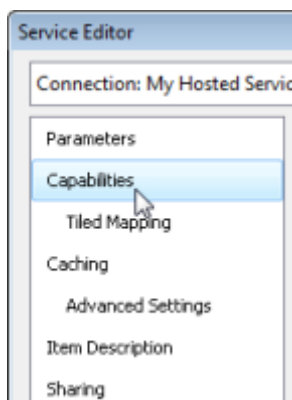 Service Editor
Connection: My Hosted Servic
Parameters
Capabilities
Tiled Mapping
Caching
Advanced Settings
Item Description
Sharing